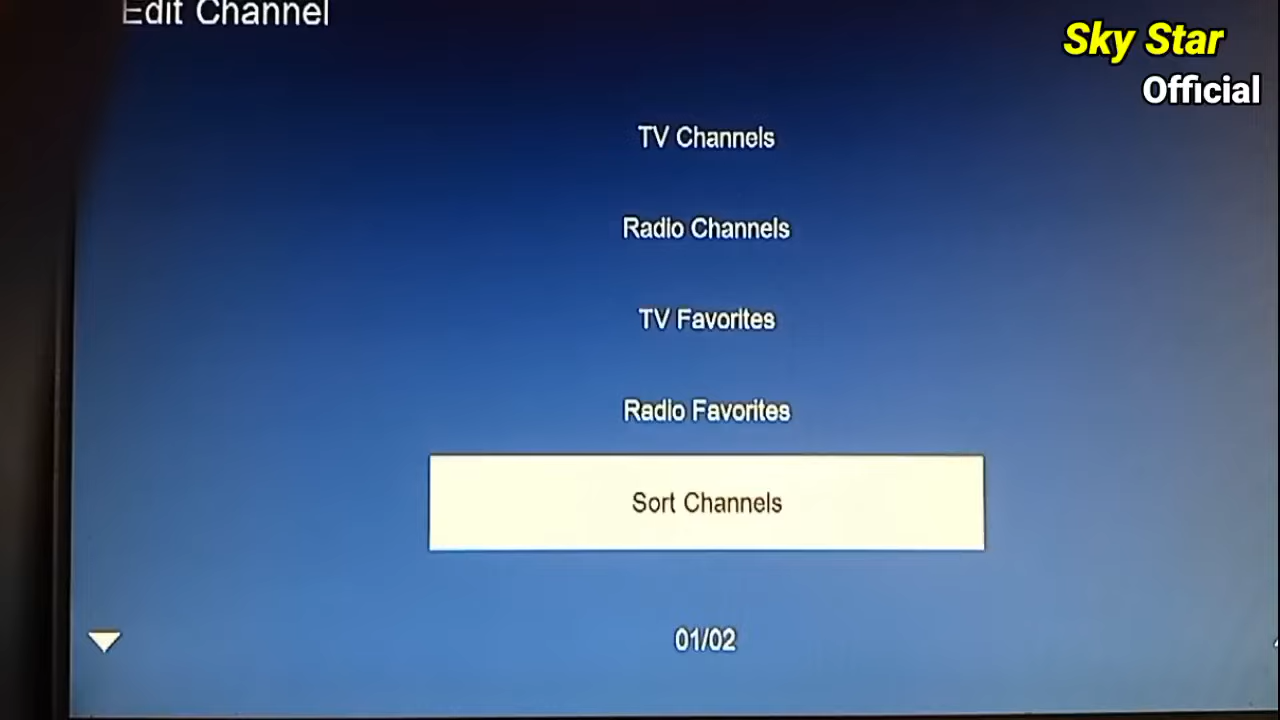 Edit Channel
Sky Star
Official
TV Channels
Radio Channels
TV Favorites
Radio Favorites
Sort Channels
01/02